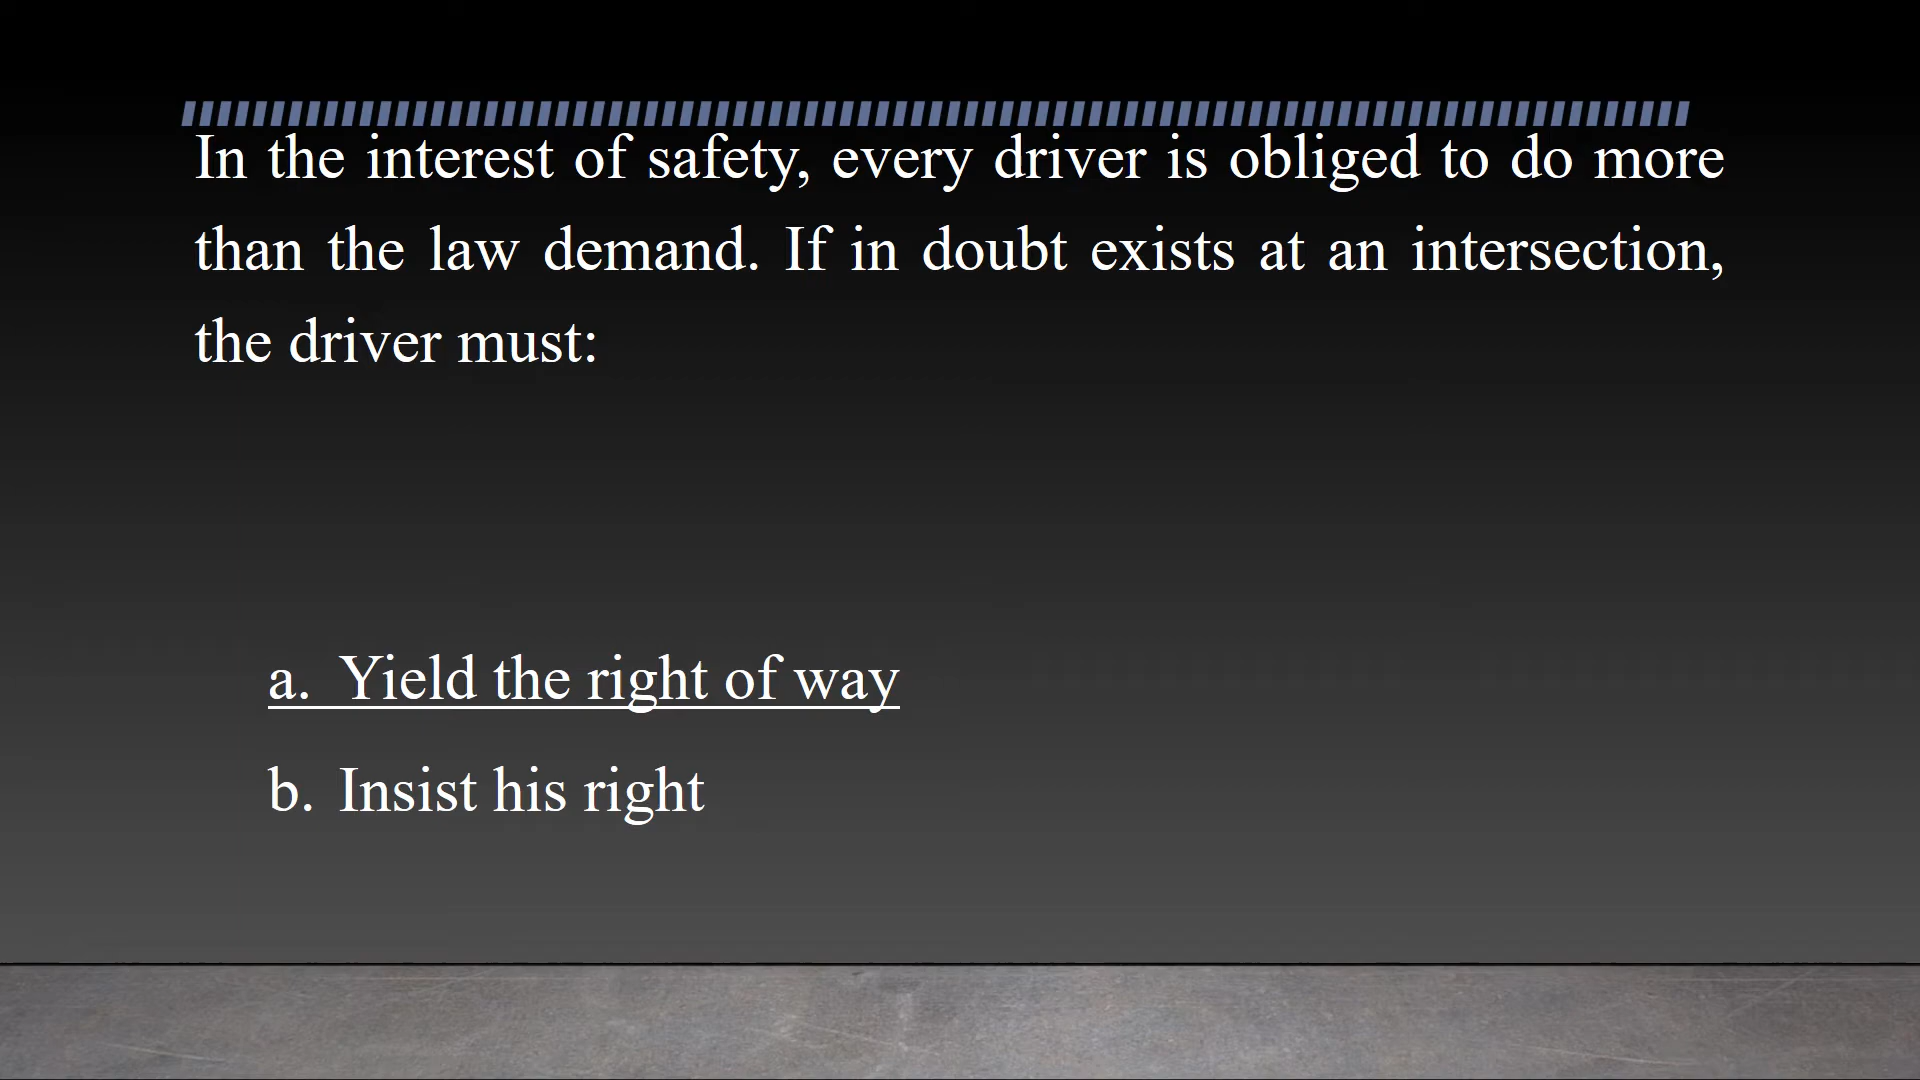 In the interest of safety, every driver is obliged to do more
than the law demand. If in doubt exists at an intersection,
the driver must:
a. Yield the right of way
b. Insist his right